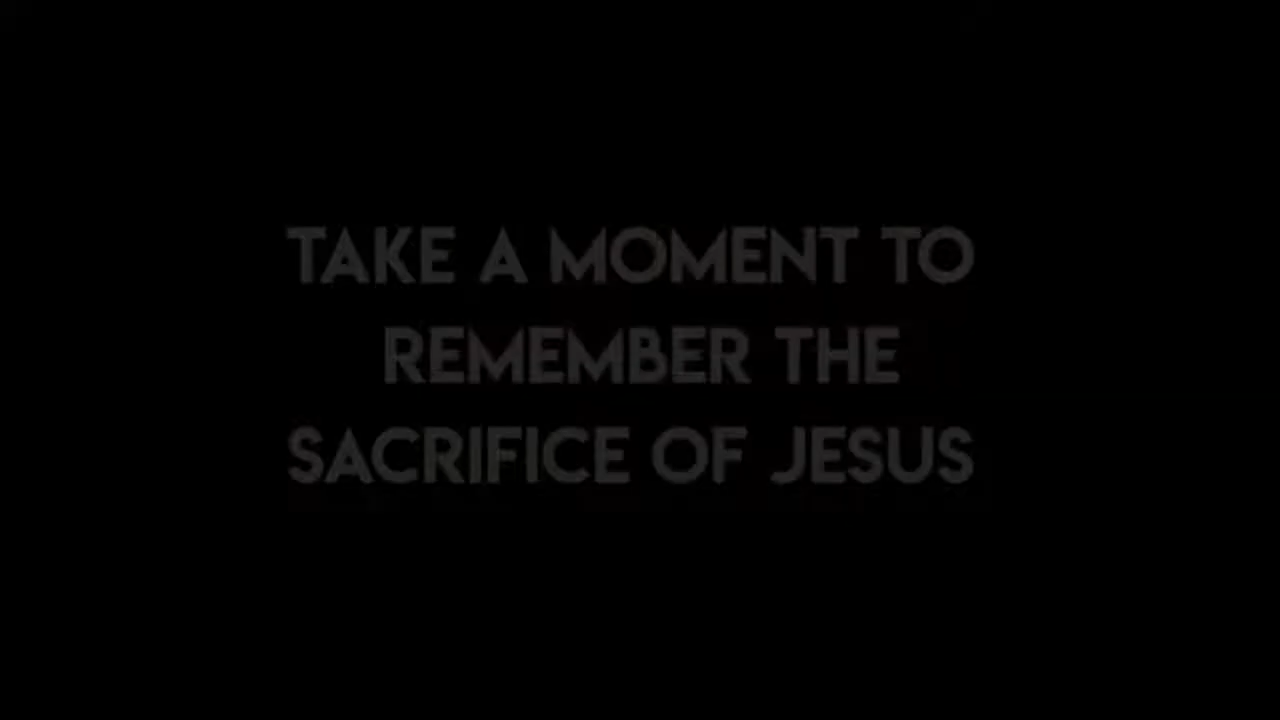 TAKE A MOMENT TO
REMEMBER THE
SACRIFICE OF JESUS